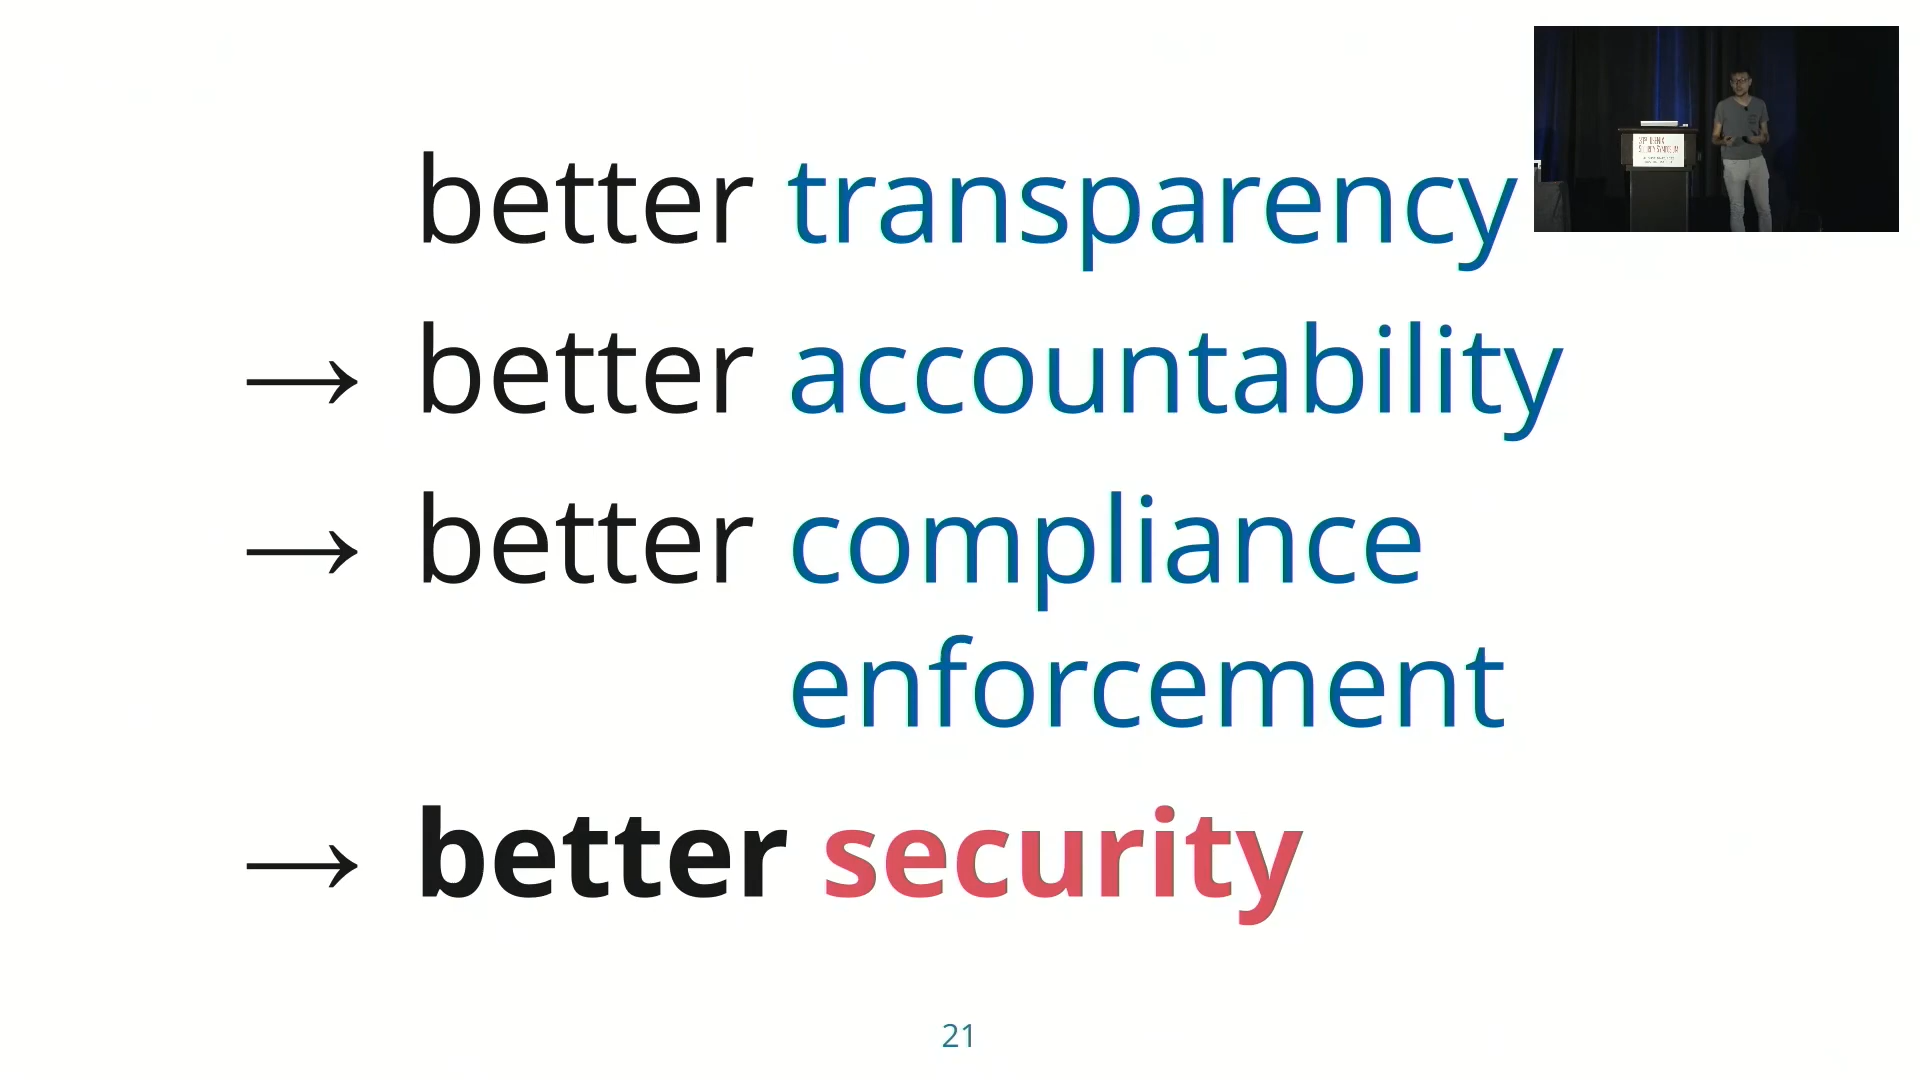 better transparency
→ better accountability
→ better compliance
enforcement
→ better security
21